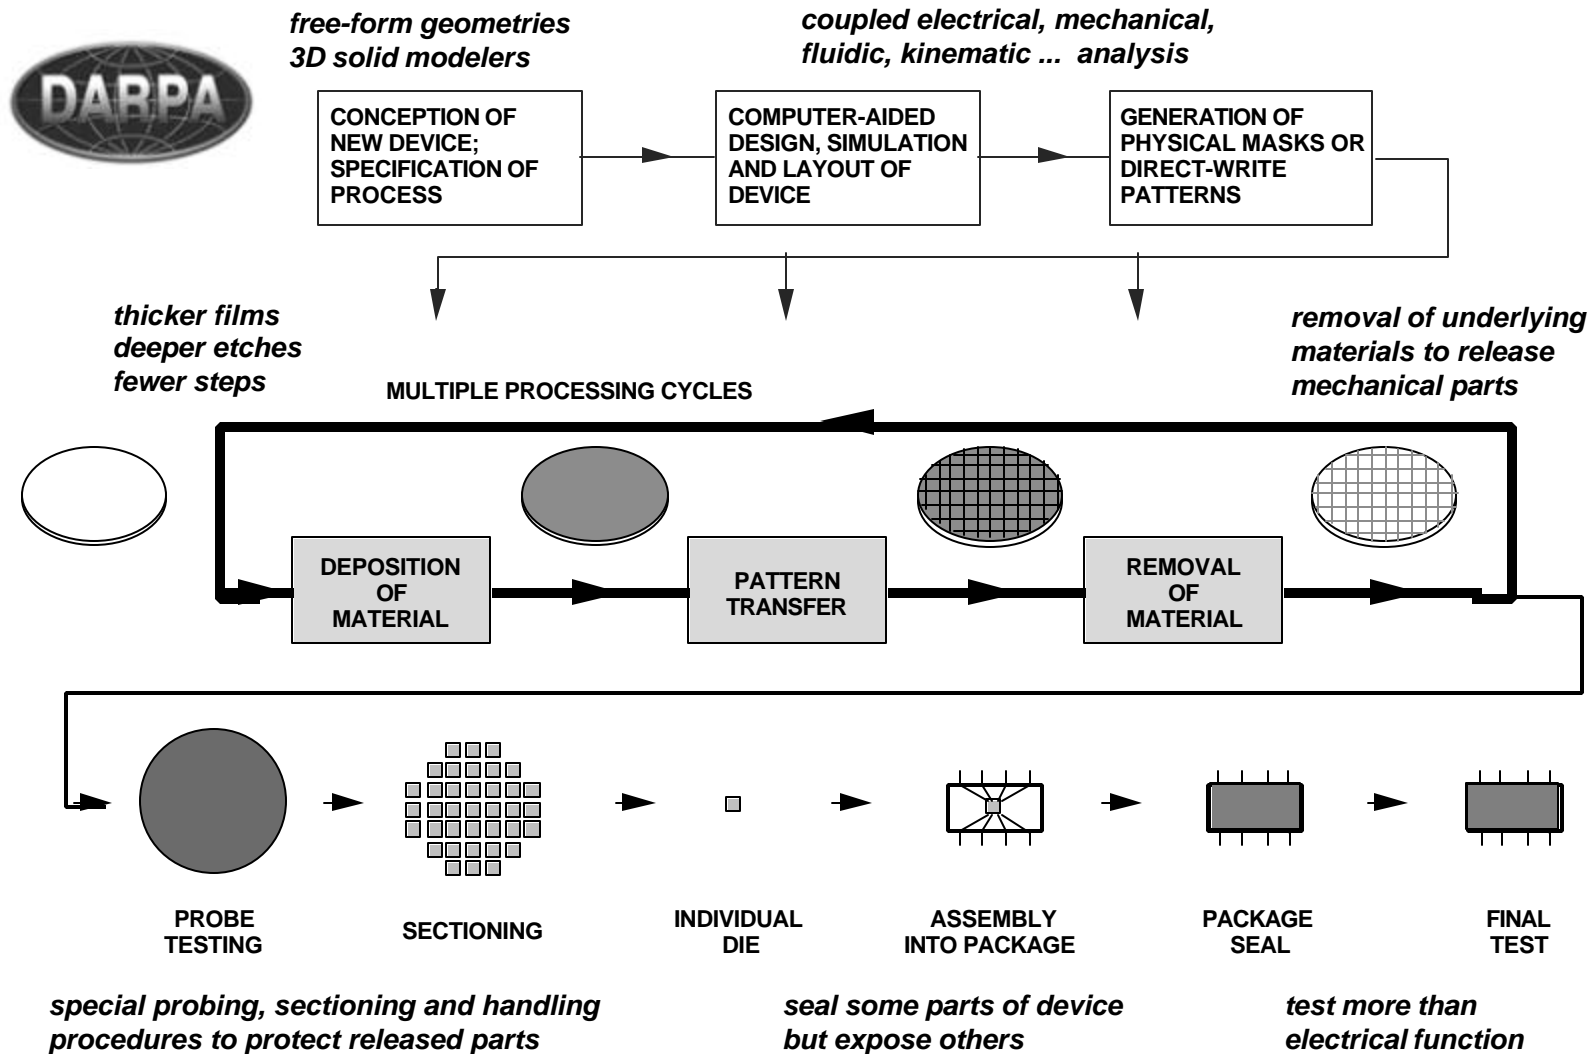 free-form geometries
3D solid modelers
coupled electrical, mechanical,
fluidic, kinematic ... analysis
DARPA
CONCEPTION OF
NEW DEVICE;
SPECIFICATION OF
PROCESS
COMPUTER-AIDED
DESIGN, SIMULATION
AND LAYOUT OF
DEVICE
GENERATION OF
PHYSICAL MASKS OR
DIRECT-WRITE
PATTERNS
thicker films
deeper etches
fewer steps
MULTIPLE PROCESSING CYCLES
removal of underlying
materials to release
mechanical parts
DEPOSITION
OF
MATERIAL
PATTERN
TRANSFER
REMOVAL
OF
MATERIAL
PROBE
TESTING
SECTIONING
INDIVIDUAL
DIE
ASSEMBLY
INTO PACKAGE
PACKAGE
SEAL
FINAL
TEST
special probing, sectioning and handling
procedures to protect released parts
seal some parts of device
but expose others
test more than
electrical function